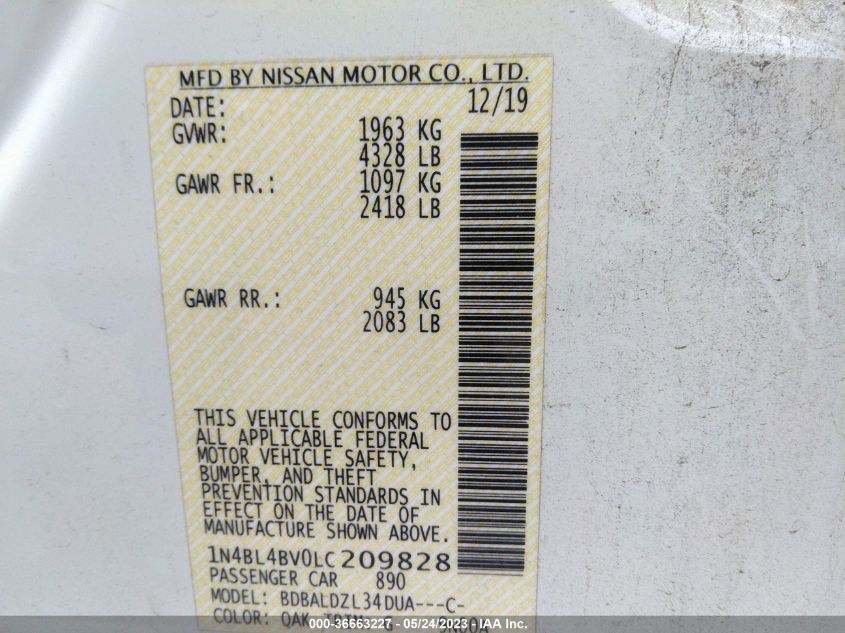 MFD BY NISSAN MOTOR CO., LTD.
DATE: 12/19
GVWR: 1963 KG
4328 LB
GAWR FR.: 1097 KG
2418 LB
GAWR RR.: 945 KG
2083 LB
THIS VEHICLE CONFORMS TO
ALL APPLICABLE FEDERAL
MOTOR VEHICLE SAFETY,
BUMPER, AND THEFT
PREVENTION STANDARDS IN
EFFECT ON THE DATE OF
MANUFACTURE SHOWN ABOVE.
1N4BL4BV0LC209828
PASSENGER CAR 890
MODEL: BDBALDZL34DUA---C-
COLOR: QAK
36663227 - 05/24/2023 - IAA Inc.